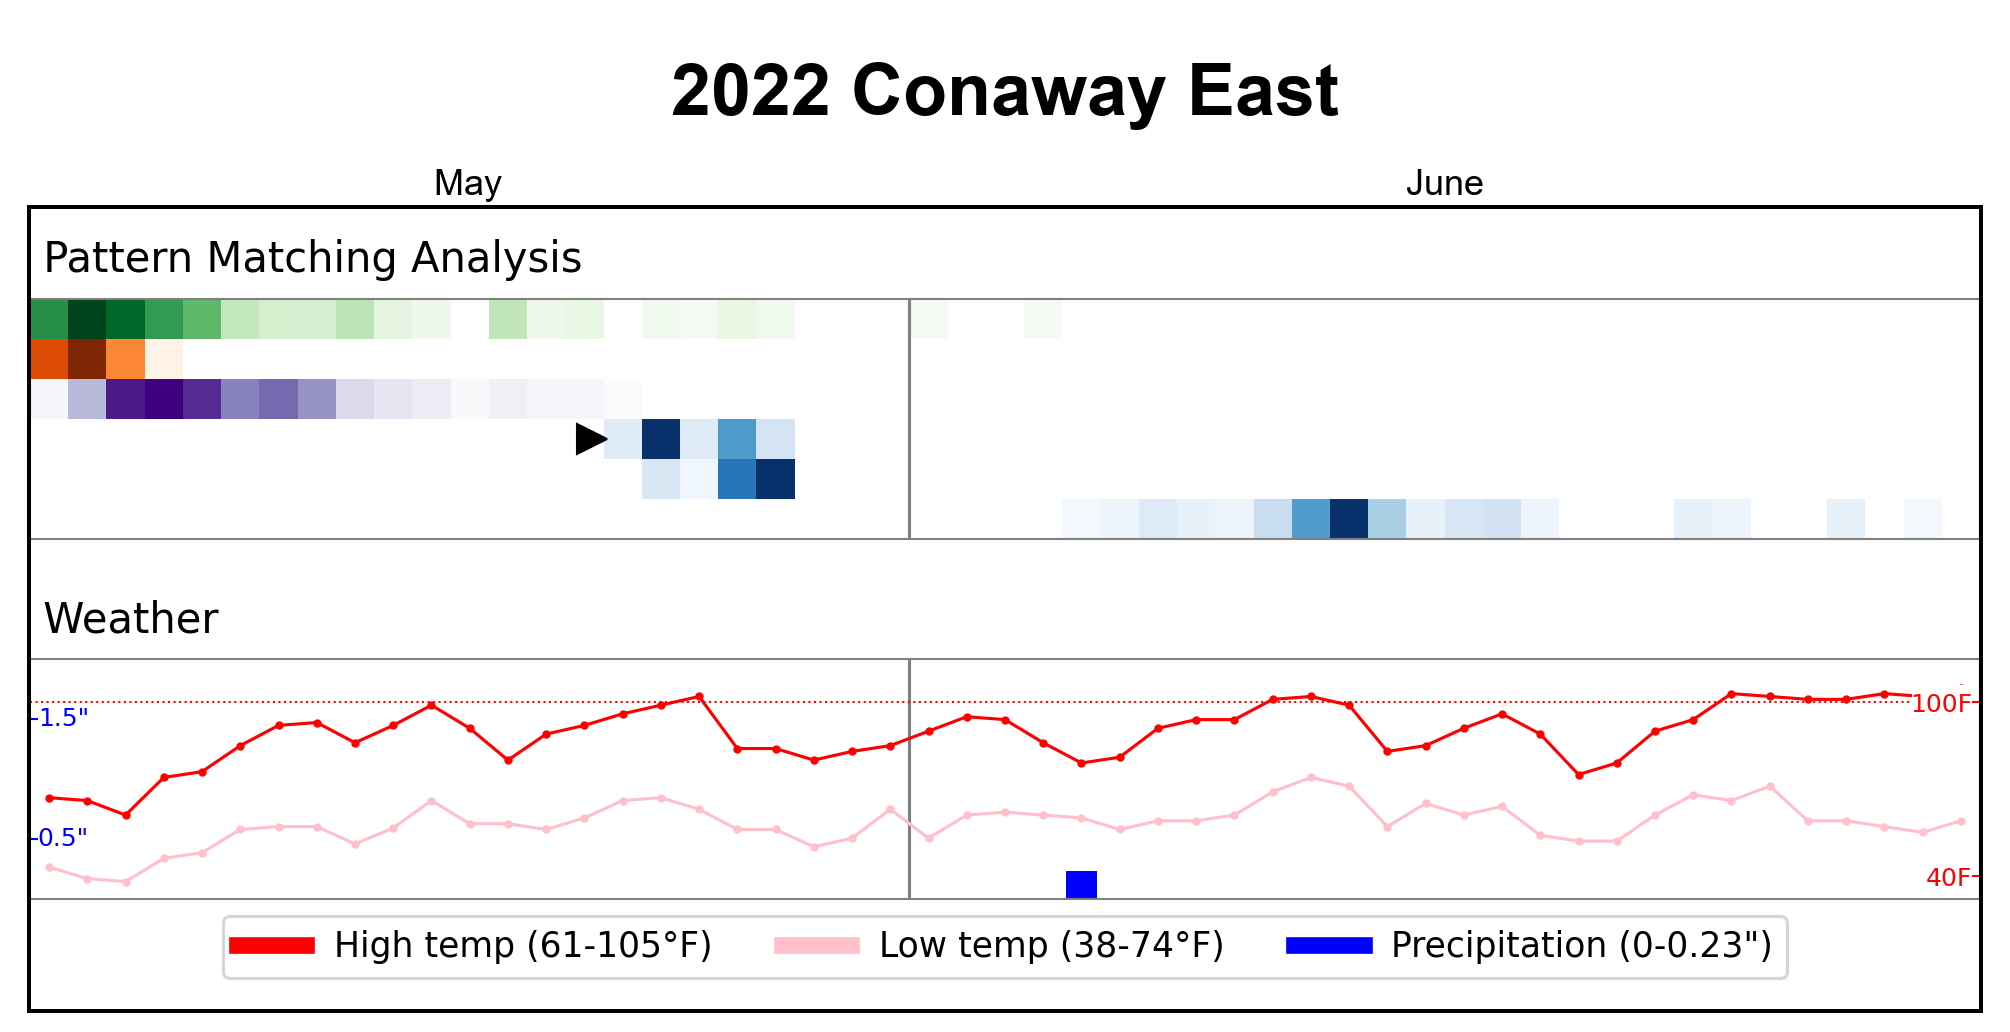 2022 Conaway East
May June
Pattern Matching Analysis
Weather
1.5"
100F
0.5"
40F
High temp (61-105°F) Low temp (38-74°F) Precipitation (0-0.23")